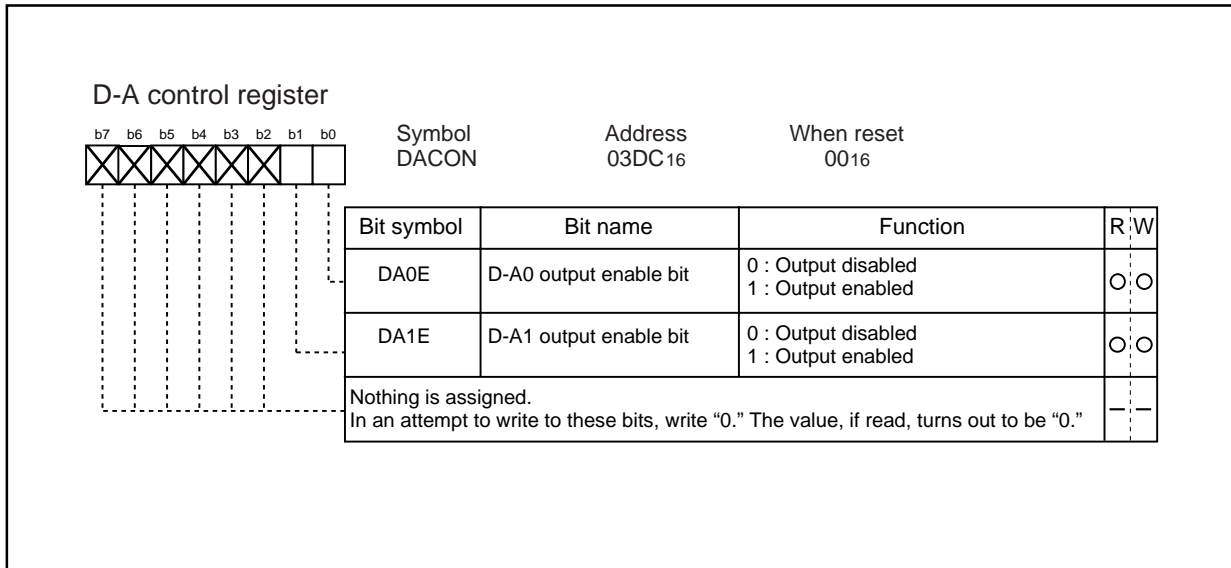 D-A control register
b7 b6 b5 b4 b3 b2 b1 b0
Symbol Address When reset
DACON 03DC16 0016
Bit symbol Bit name Function R W
DA0E D-A0 output enable bit 0 : Output disabled
1 : Output enabled
DA1E D-A1 output enable bit 0 : Output disabled
1 : Output enabled
Nothing is assigned.
In an attempt to write to these bits, write “0.” The value, if read, turns out to be “0.”